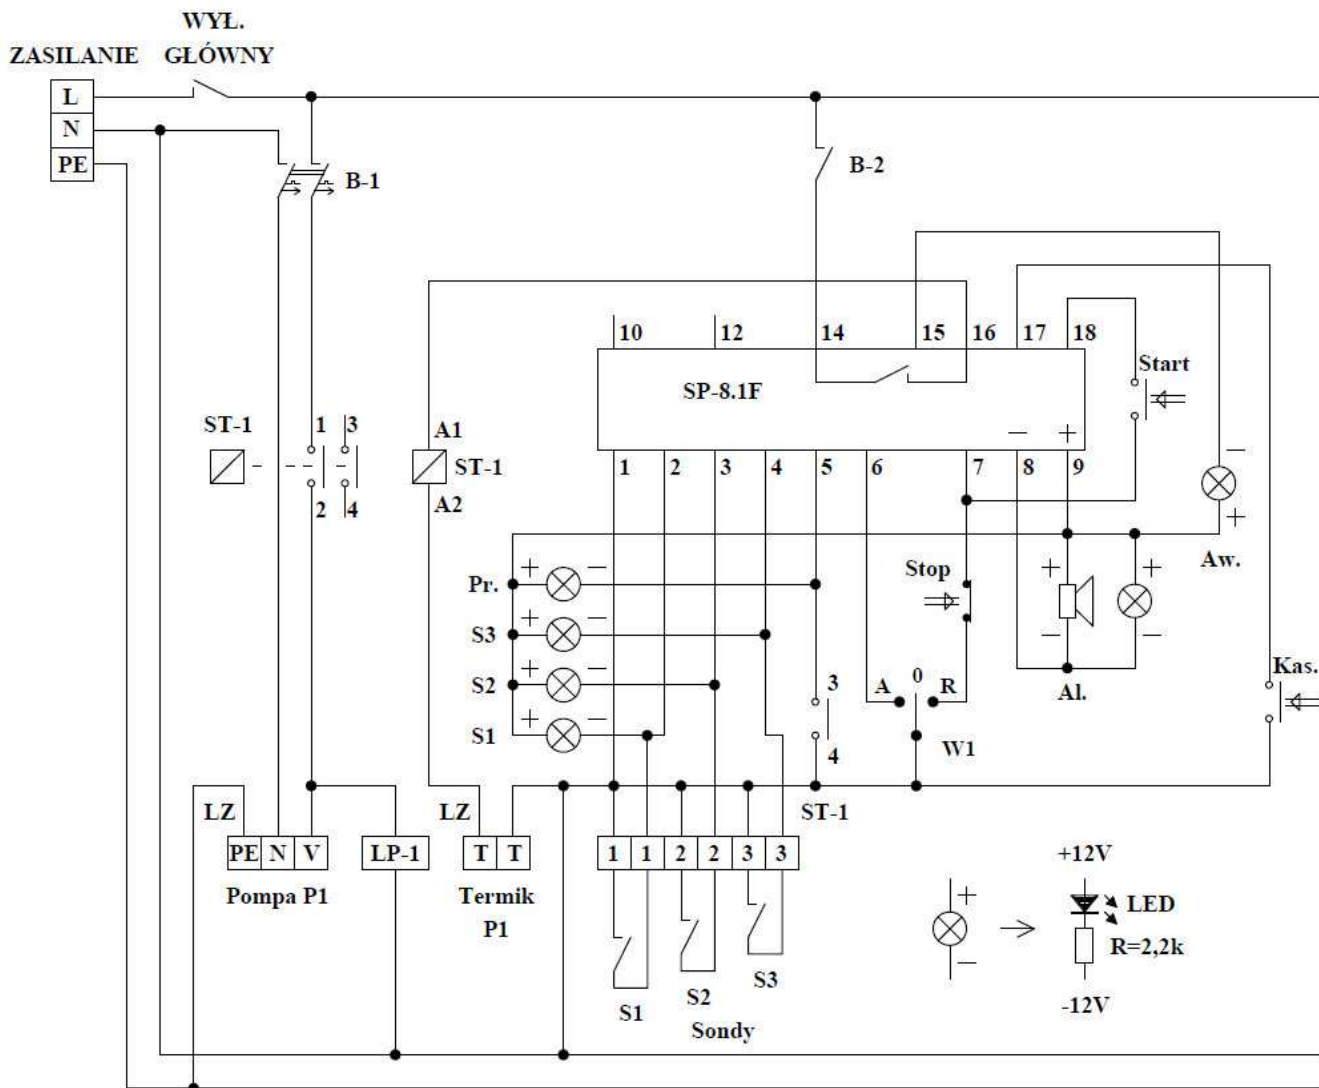 WYŁ.
ZASILANIE GŁÓWNY
L
N
PE
B-1
B-2
10 12 14 15 16 17 18
SP-8.1F
Start
− +
ST-1
1 3
2 4
A1
ST-1
A2
1 2 3 4 5 6 7 8 9
−
+
Aw.
Pr. + −
S3 + −
S2 + −
S1 + −
Stop
+ +
− −
Al.
Kas.
3
4
A 0 R
W1
LZ LZ ST-1
PE N V LP-1 T T 1 1 2 2 3 3
Pompa P1
Termik
P1
S1 S2 S3
Sondy
+12V
+
LED
R=2,2k
−
-12V